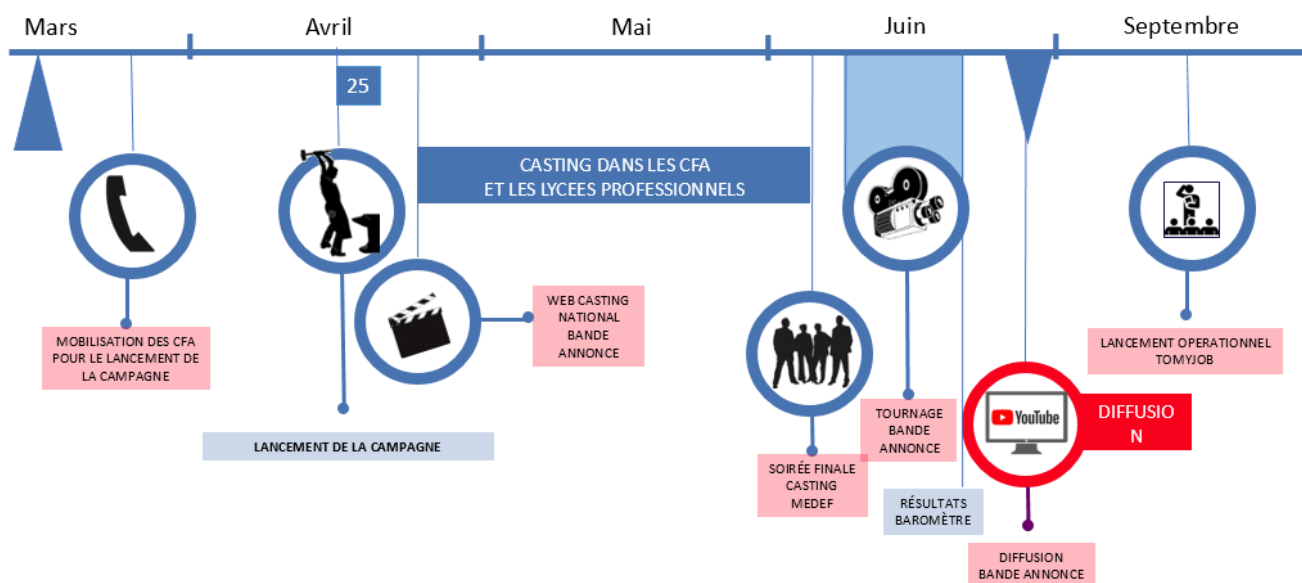 Mars
Avril
Mai
Juin
Septembre
25
CASTING DANS LES CFA
ET LES LYCEES PROFESSIONNELS
MOBILISATION DES CFA
POUR LE LANCEMENT DE
LA CAMPAGNE
WEB CASTING
NATIONAL
BANDE
ANNONCE
LANCEMENT DE LA CAMPAGNE
SOIRÉE FINALE
CASTING
MEDEF
TOURNAGE
BANDE
ANNONCE
RÉSULTATS
BAROMÈTRE
YouTube
DIFFUSIO
N
DIFFUSION
BANDE ANNONCE
LANCEMENT OPERATIONNEL
TOMYJOB